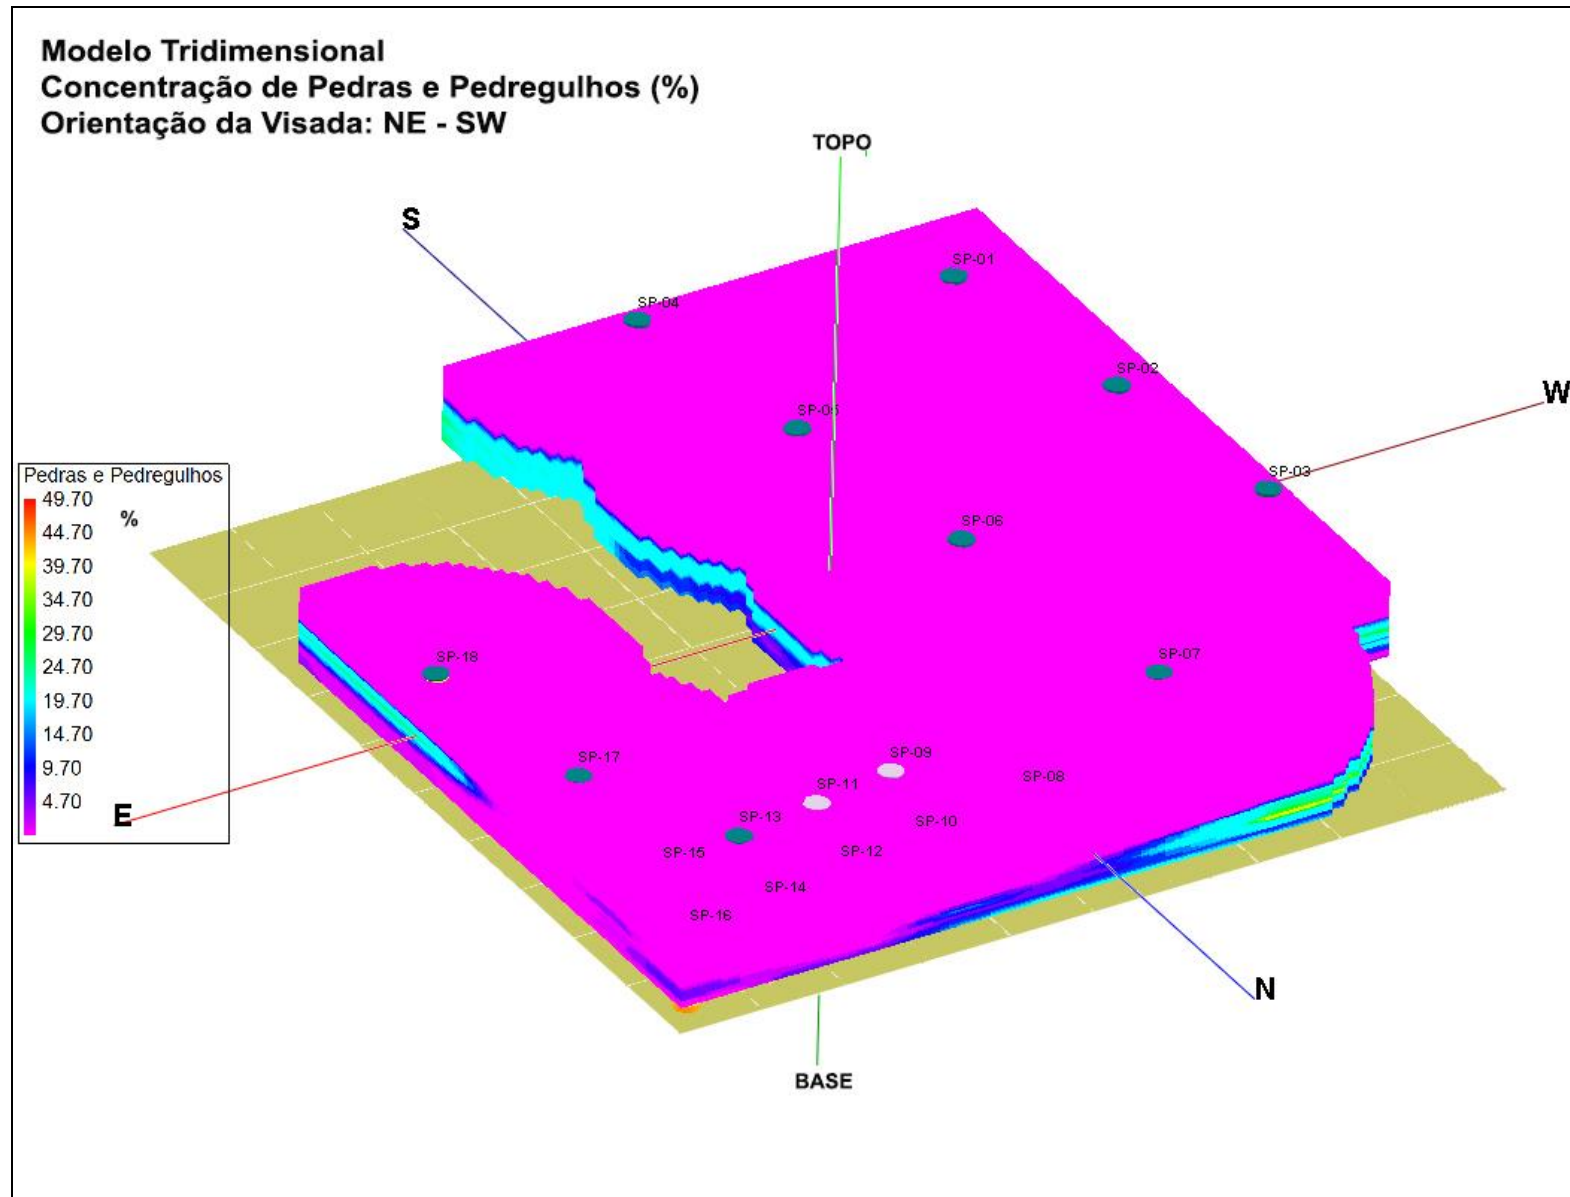 Modelo Tridimensional
Concentração de Pedras e Pedregulhos (%)
Orientação da Visada: NE - SW
TOPO
S
SP-01
SP-04
SP-02
W
SP-05
SP-03
Pedras e Pedregulhos
49.70
%
44.70
39.70
34.70
29.70
24.70
19.70
14.70
9.70
4.70
SP-06
SP-18
SP-07
SP-17
SP-09
SP-08
SP-11
E
SP-13
SP-10
SP-15
SP-12
SP-14
SP-16
N
BASE